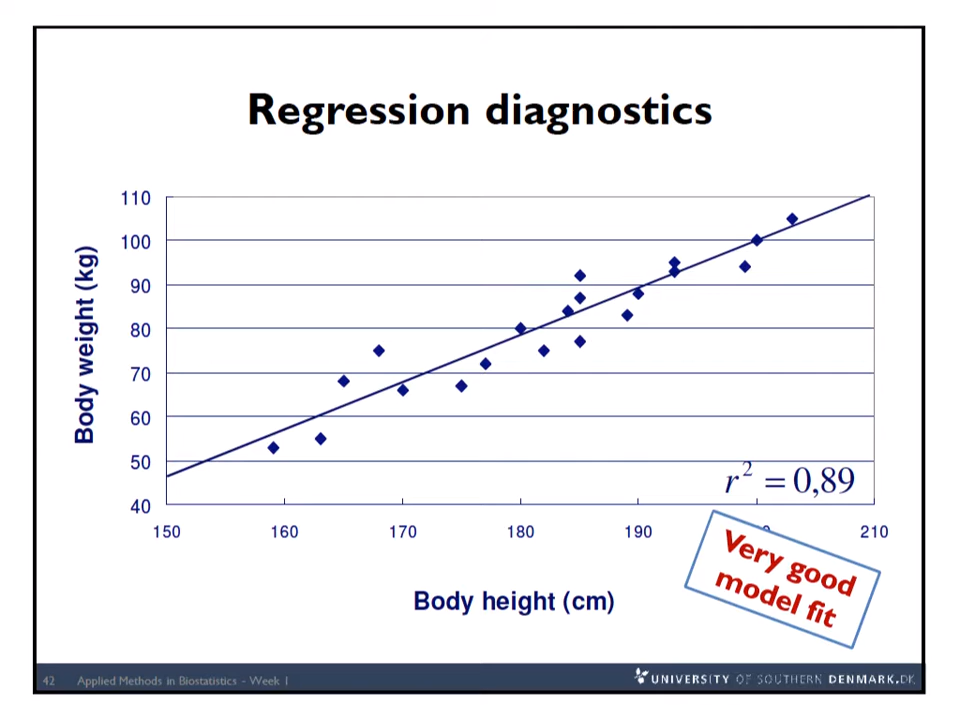 Regression diagnostics
110
100
90
80
70
60
50
40
Body weight (kg)
r² = 0,89
150
160
170
180
190
210
Body height (cm)
Very good
model fit
42 Applied Methods in Biostatistics - Week 1
UNIVERSITY OF SOUTHERN DENMARK.DK